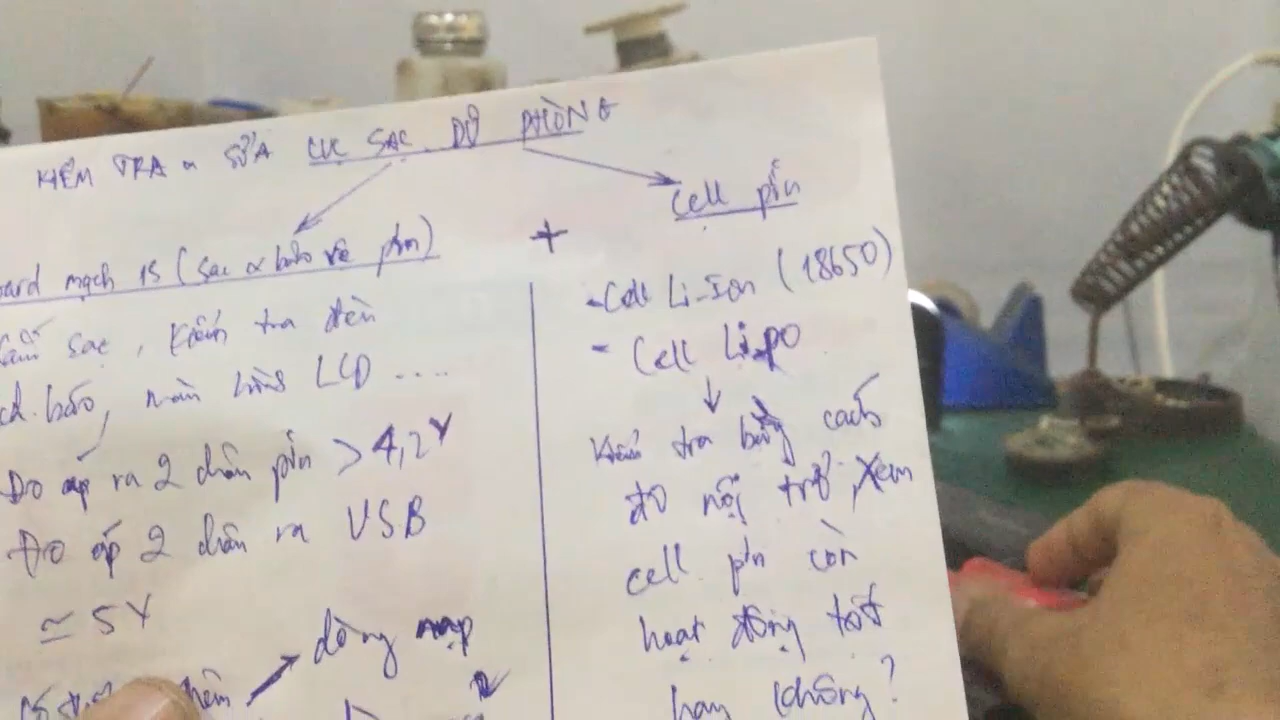 KIỂM TRA & SỬA CỤC SẠC DỰ PHÒNG
mạch 1S (sạc & bảo vệ pin)
sạc, kiểm tra đèn
báo, màn hình LCD ....
Đo áp ra 2 chân pin > 4,2V
Đo áp 2 chân ra USB
≃ 5V
dòng nạp
+
Cell pin
- Cell Li-Ion (18650)
- Cell Li-po
Kiểm tra bằng cách
đo nội trở, xem
cell pin còn
hoạt động tốt
hay không?